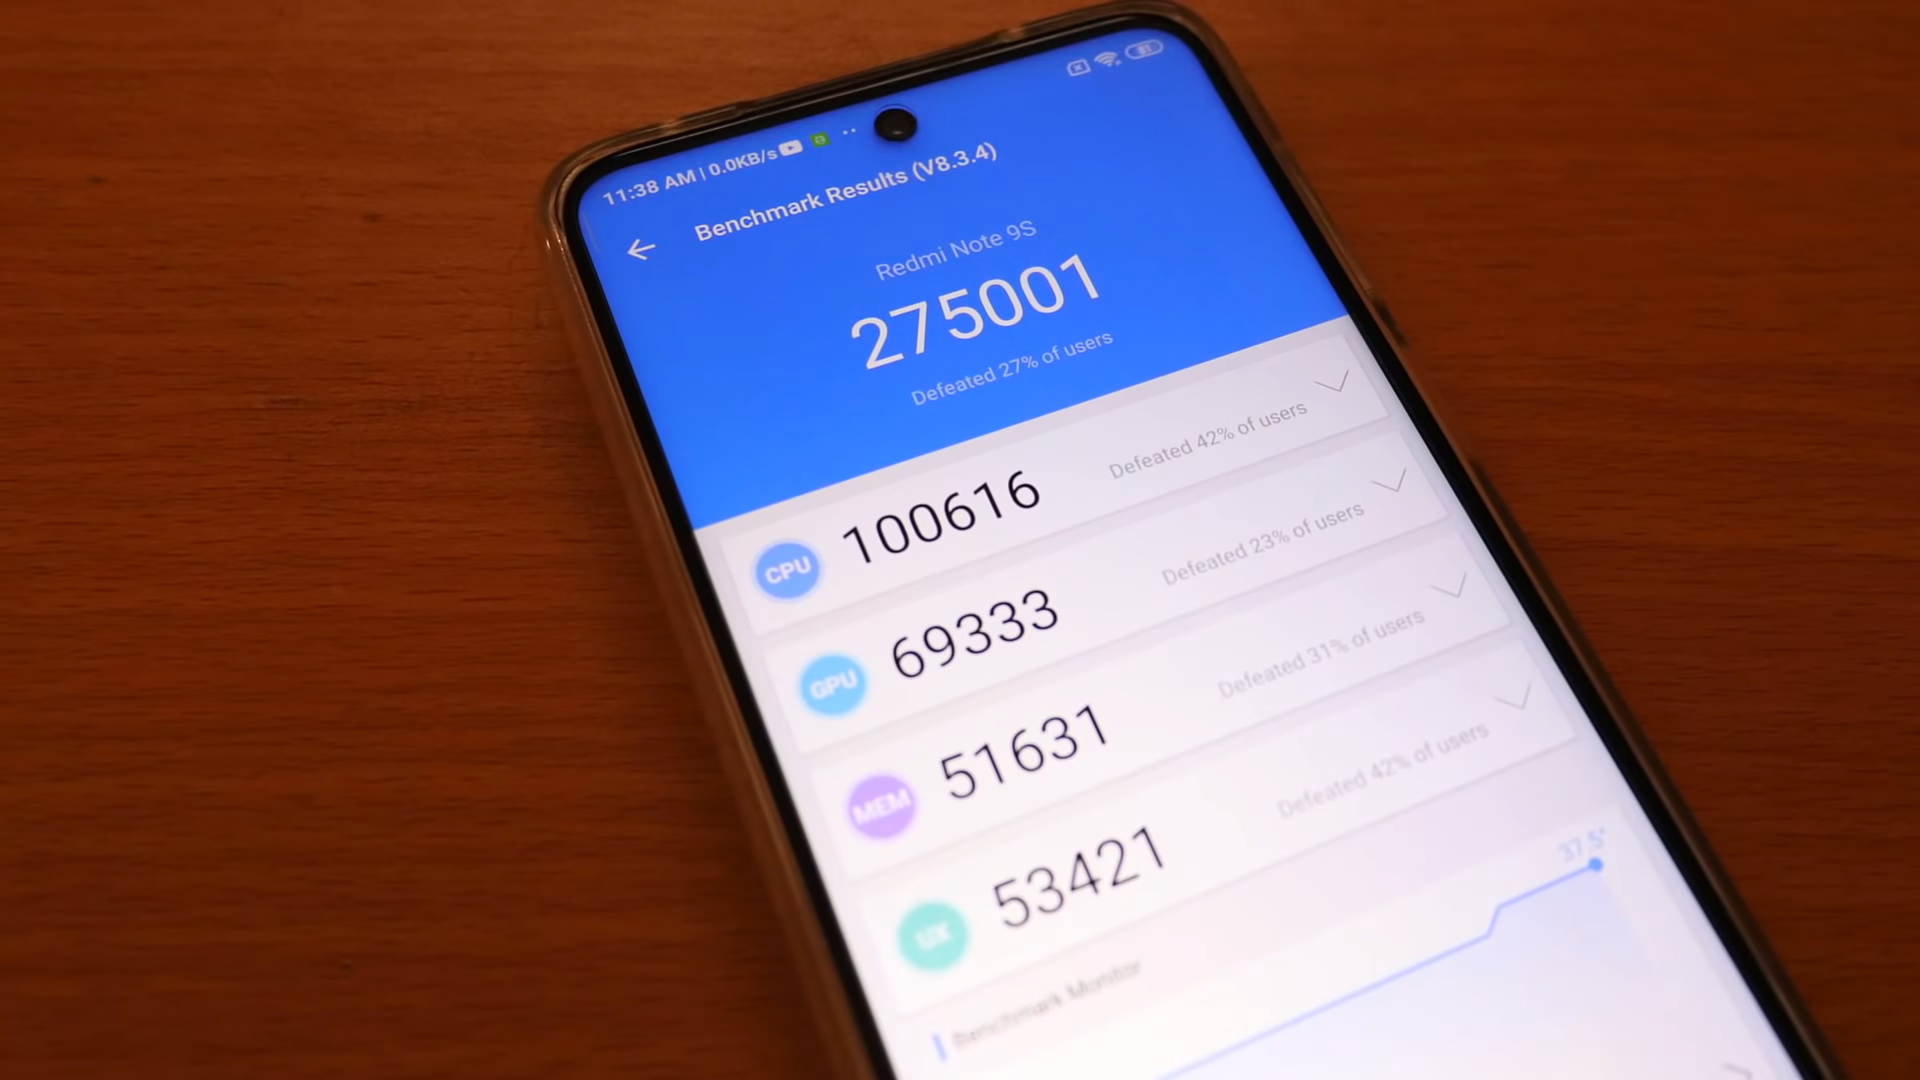 11:38 AM | 0.0KB/s
81
Benchmark Results (V8.3.4)
Redmi Note 9S
275001
Defeated 27% of users
CPU 100616 Defeated 42% of users
GPU 69333 Defeated 23% of users
MEM 51631 Defeated 31% of users
UX 53421 Defeated 42% of users
37.5°
Benchmark Monitor